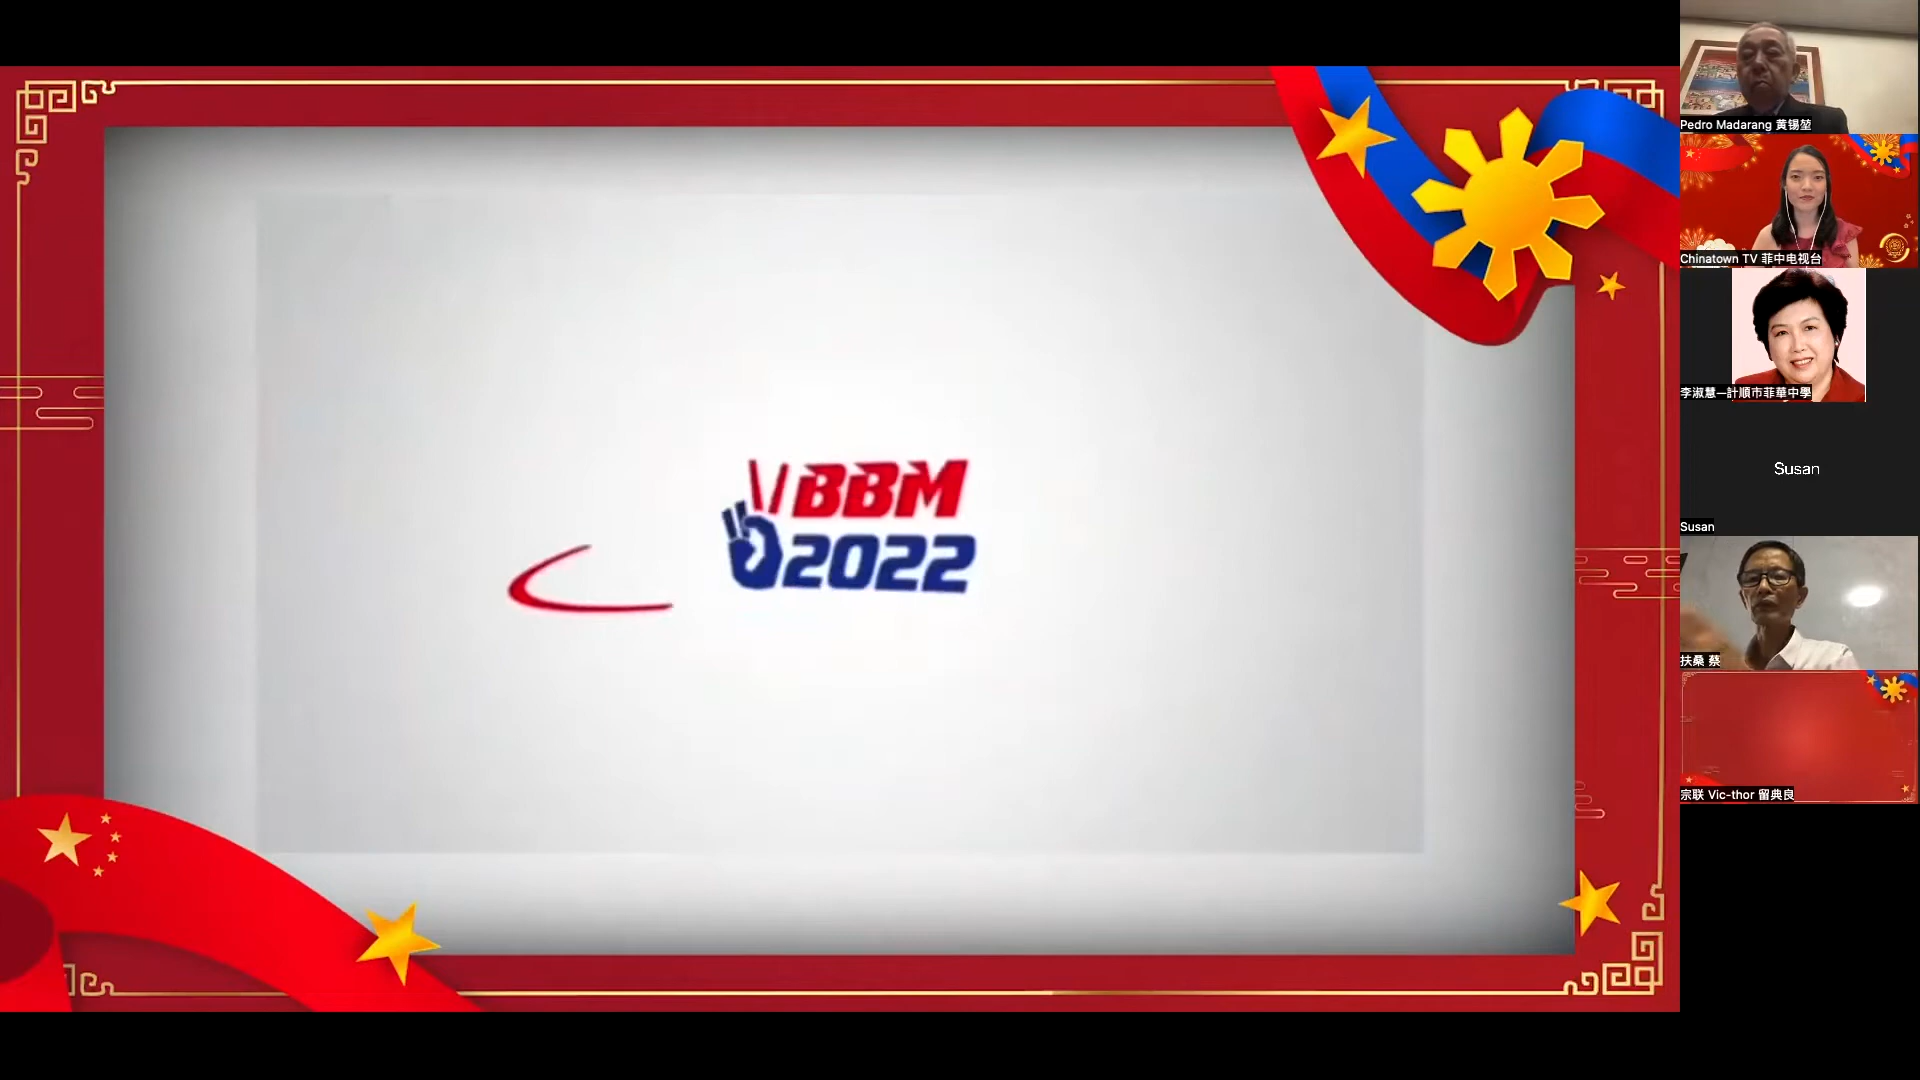 BBM
2022
Pedro Madarang 黄锡堃
Chinatown TV 菲中电视台
李淑慧—計順市菲華中學
Susan
Susan
扶桑 蔡
宗联 Vic-thor 留典良